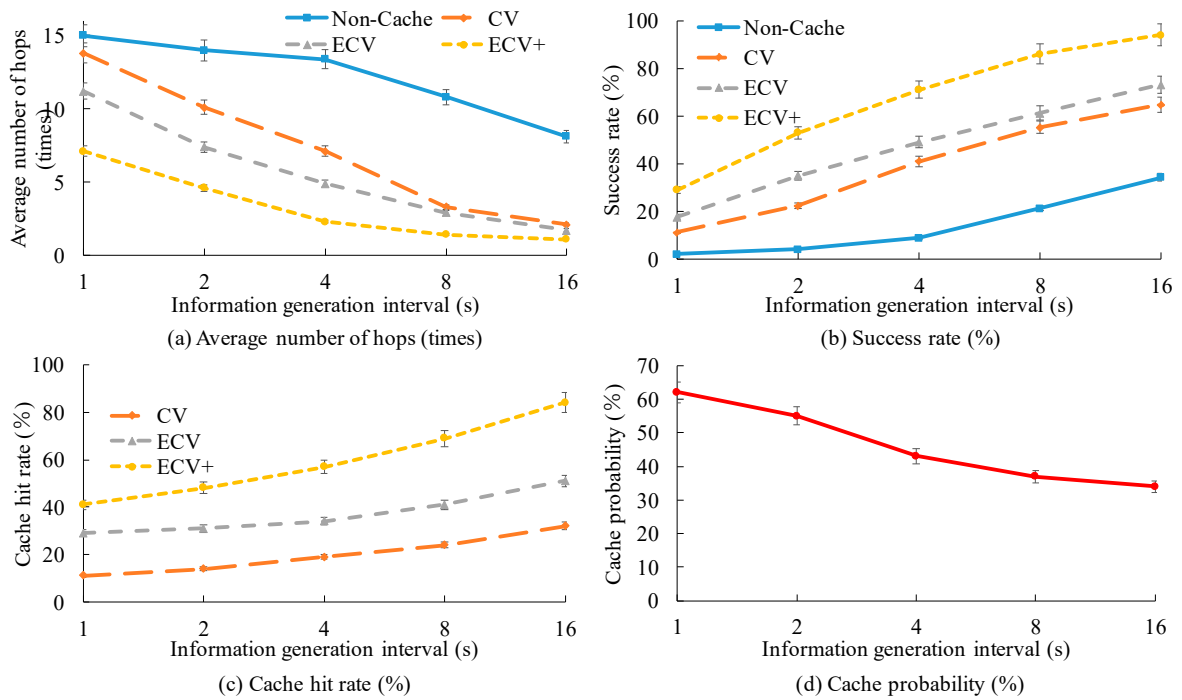 Average number of hops
(times)
Non-Cache
CV
ECV
ECV+
15
10
5
0
1
2
4
8
16
Information generation interval (s)
(a) Average number of hops (times)
Success rate (%)
100
80
60
40
20
0
Non-Cache
CV
ECV
ECV+
1
2
4
8
16
Information generation interval (s)
(b) Success rate (%)
Cache hit rate (%)
100
80
60
40
20
0
CV
ECV
ECV+
1
2
4
8
16
Information generation interval (s)
(c) Cache hit rate (%)
Cache probability (%)
70
60
50
40
30
20
10
0
1
2
4
8
16
Information generation interval (s)
(d) Cache probability (%)